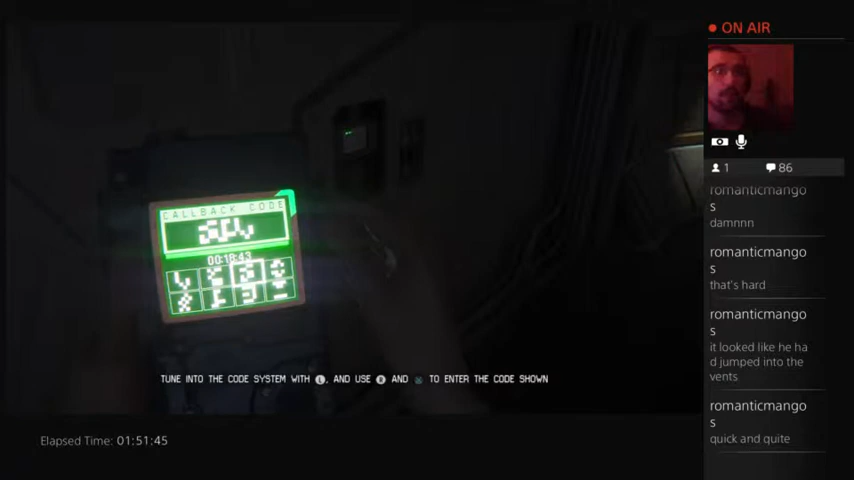 ON AIR
1
86
romanticmango
s
damnnn
romanticmango
s
that's hard
romanticmango
s
it looked like he ha
d jumped into the
vents
romanticmango
s
quick and quite
CALLBACK CODE
00:18:43
TUNE INTO THE CODE SYSTEM WITH L, AND USE R AND TO ENTER THE CODE SHOWN
Elapsed Time: 01:51:45